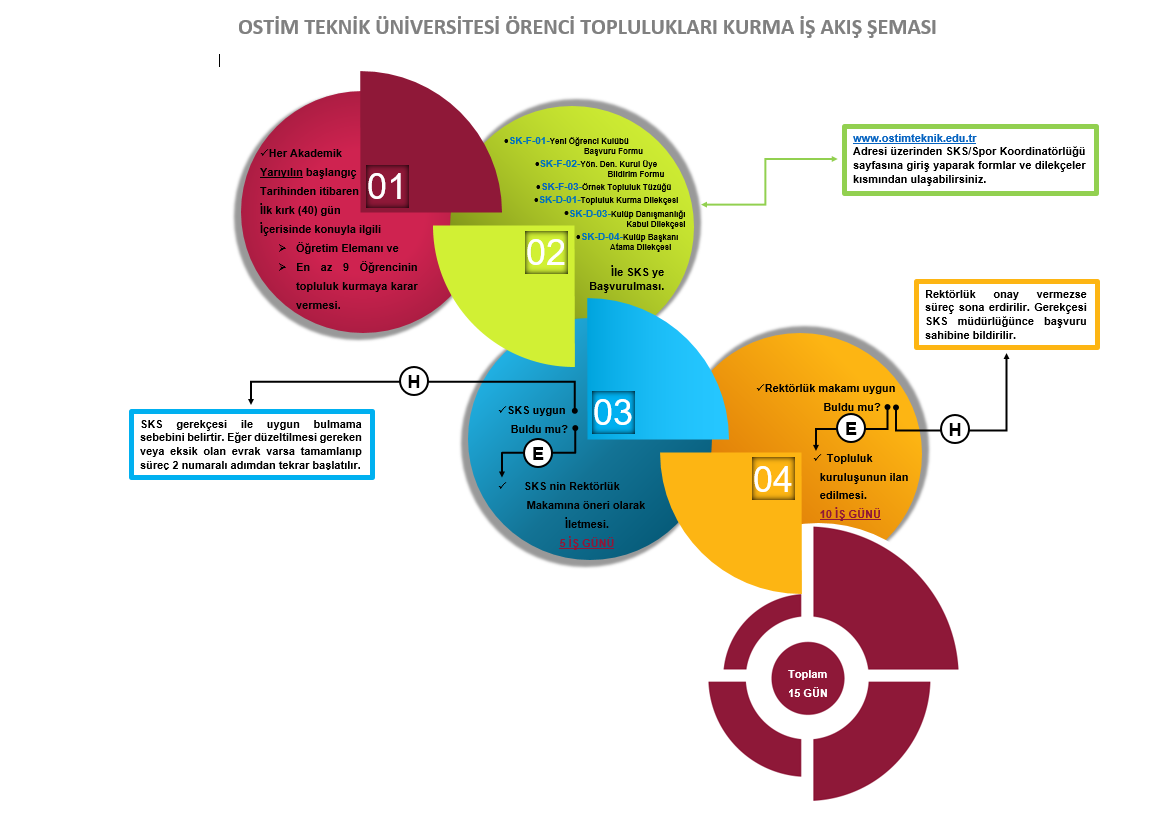 OSTİM TEKNİK ÜNİVERSİTESİ ÖRENCİ TOPLULUKLARI KURMA İŞ AKIŞ ŞEMASI
✓Her Akademik
Yarıyılın başlangıç
Tarihinden itibaren
İlk kırk (40) gün
İçerisinde konuyla ilgili
➢ Öğretim Elemanı ve
➢ En az 9 Öğrencinin
topluluk kurmaya karar
vermesi.
01
•SK-F-01-Yeni Öğrenci Kulübü
Başvuru Formu
•SK-F-02-Yön. Den. Kurul Üye
Bildirim Formu
•SK-F-03-Örnek Topluluk Tüzüğü
•SK-D-01-Topluluk Kurma Dilekçesi
•SK-D-03-Kulüp Danışmanlığı
Kabul Dilekçesi
•SK-D-04-Kulüp Başkanı
Atama Dilekçesi
İle SKS ye
Başvurulması.
02
www.ostimteknik.edu.tr
Adresi üzerinden SKS/Spor Koordinatörlüğü
sayfasına giriş yaparak formlar ve dilekçeler
kısmından ulaşabilirsiniz.
03
✓SKS uygun
Buldu mu?
H
E
SKS gerekçesi ile uygun bulmama
sebebini belirtir. Eğer düzeltilmesi gereken
veya eksik olan evrak varsa tamamlanıp
süreç 2 numaralı adımdan tekrar başlatılır.
✓ SKS nin Rektörlük
Makamına öneri olarak
İletmesi.
5 İŞ GÜNÜ
04
✓Rektörlük makamı uygun
Buldu mu?
E
H
Rektörlük onay vermezse
süreç sona erdirilir. Gerekçesi
SKS müdürlüğünce başvuru
sahibine bildirilir.
✓ Topluluk
kuruluşunun ilan
edilmesi.
10 İŞ GÜNÜ
Toplam
15 GÜN